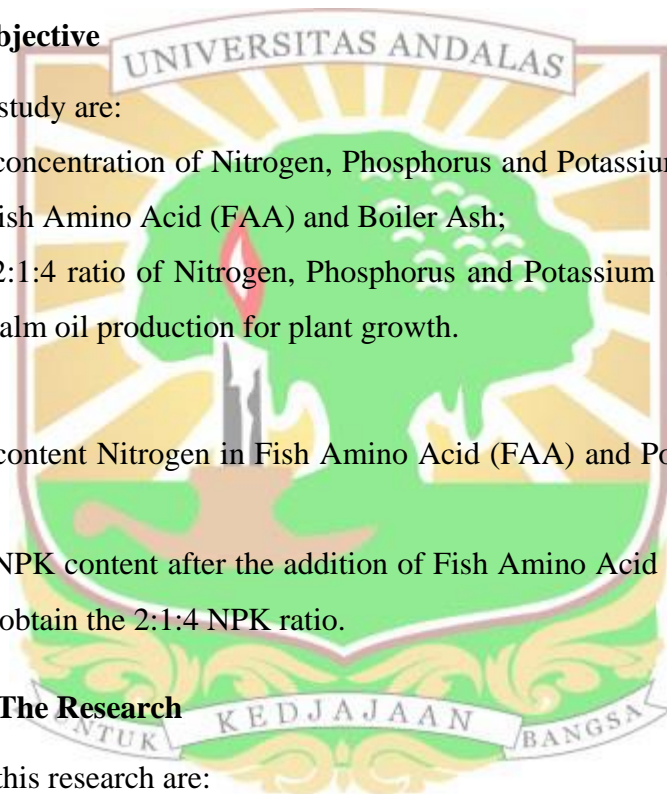 bjective
UNIVERSITAS ANDALAS
study are:
concentration of Nitrogen, Phosphorus and Potassium
ish Amino Acid (FAA) and Boiler Ash;
2:1:4 ratio of Nitrogen, Phosphorus and Potassium
alm oil production for plant growth.
content Nitrogen in Fish Amino Acid (FAA) and Po
NPK content after the addition of Fish Amino Acid
obtain the 2:1:4 NPK ratio.
The Research
UNTUK KEDJAJAAN BANGSA
this research are: